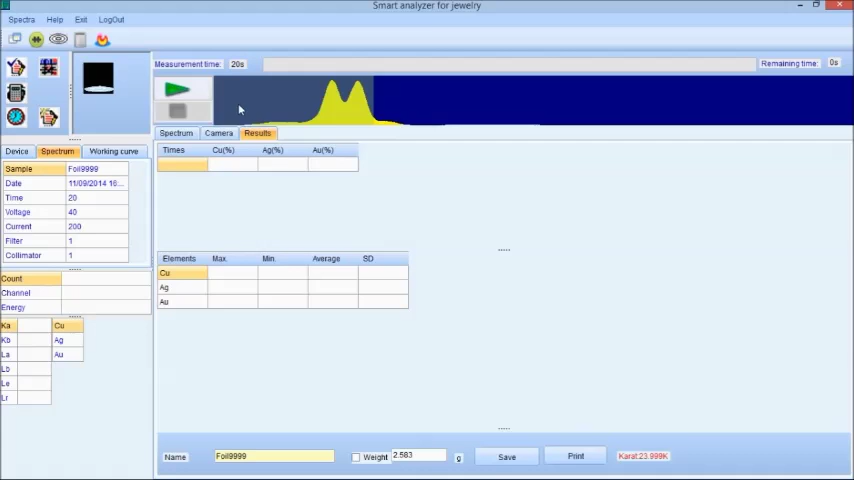 Smart analyzer for jewelry
Spectra Help Exit LogOut
Measurement time: 20s Remaining time: 0s
Spectrum Camera Results
Device Spectrum Working curve
Times Cu(%) Ag(%) Au(%)
Sample Foil9999
Date 11/09/2014 16...
Time 20
Voltage 40
Current 200
Filter 1
Collimator 1
Elements Max. Min. Average SD
Cu
Ag
Au
Count
Channel
Energy
Ka Cu
Kb Ag
La Au
Lb
Le
Lr
Name Foil9999 Weight 2.583 g Save Print Karat:23.999K